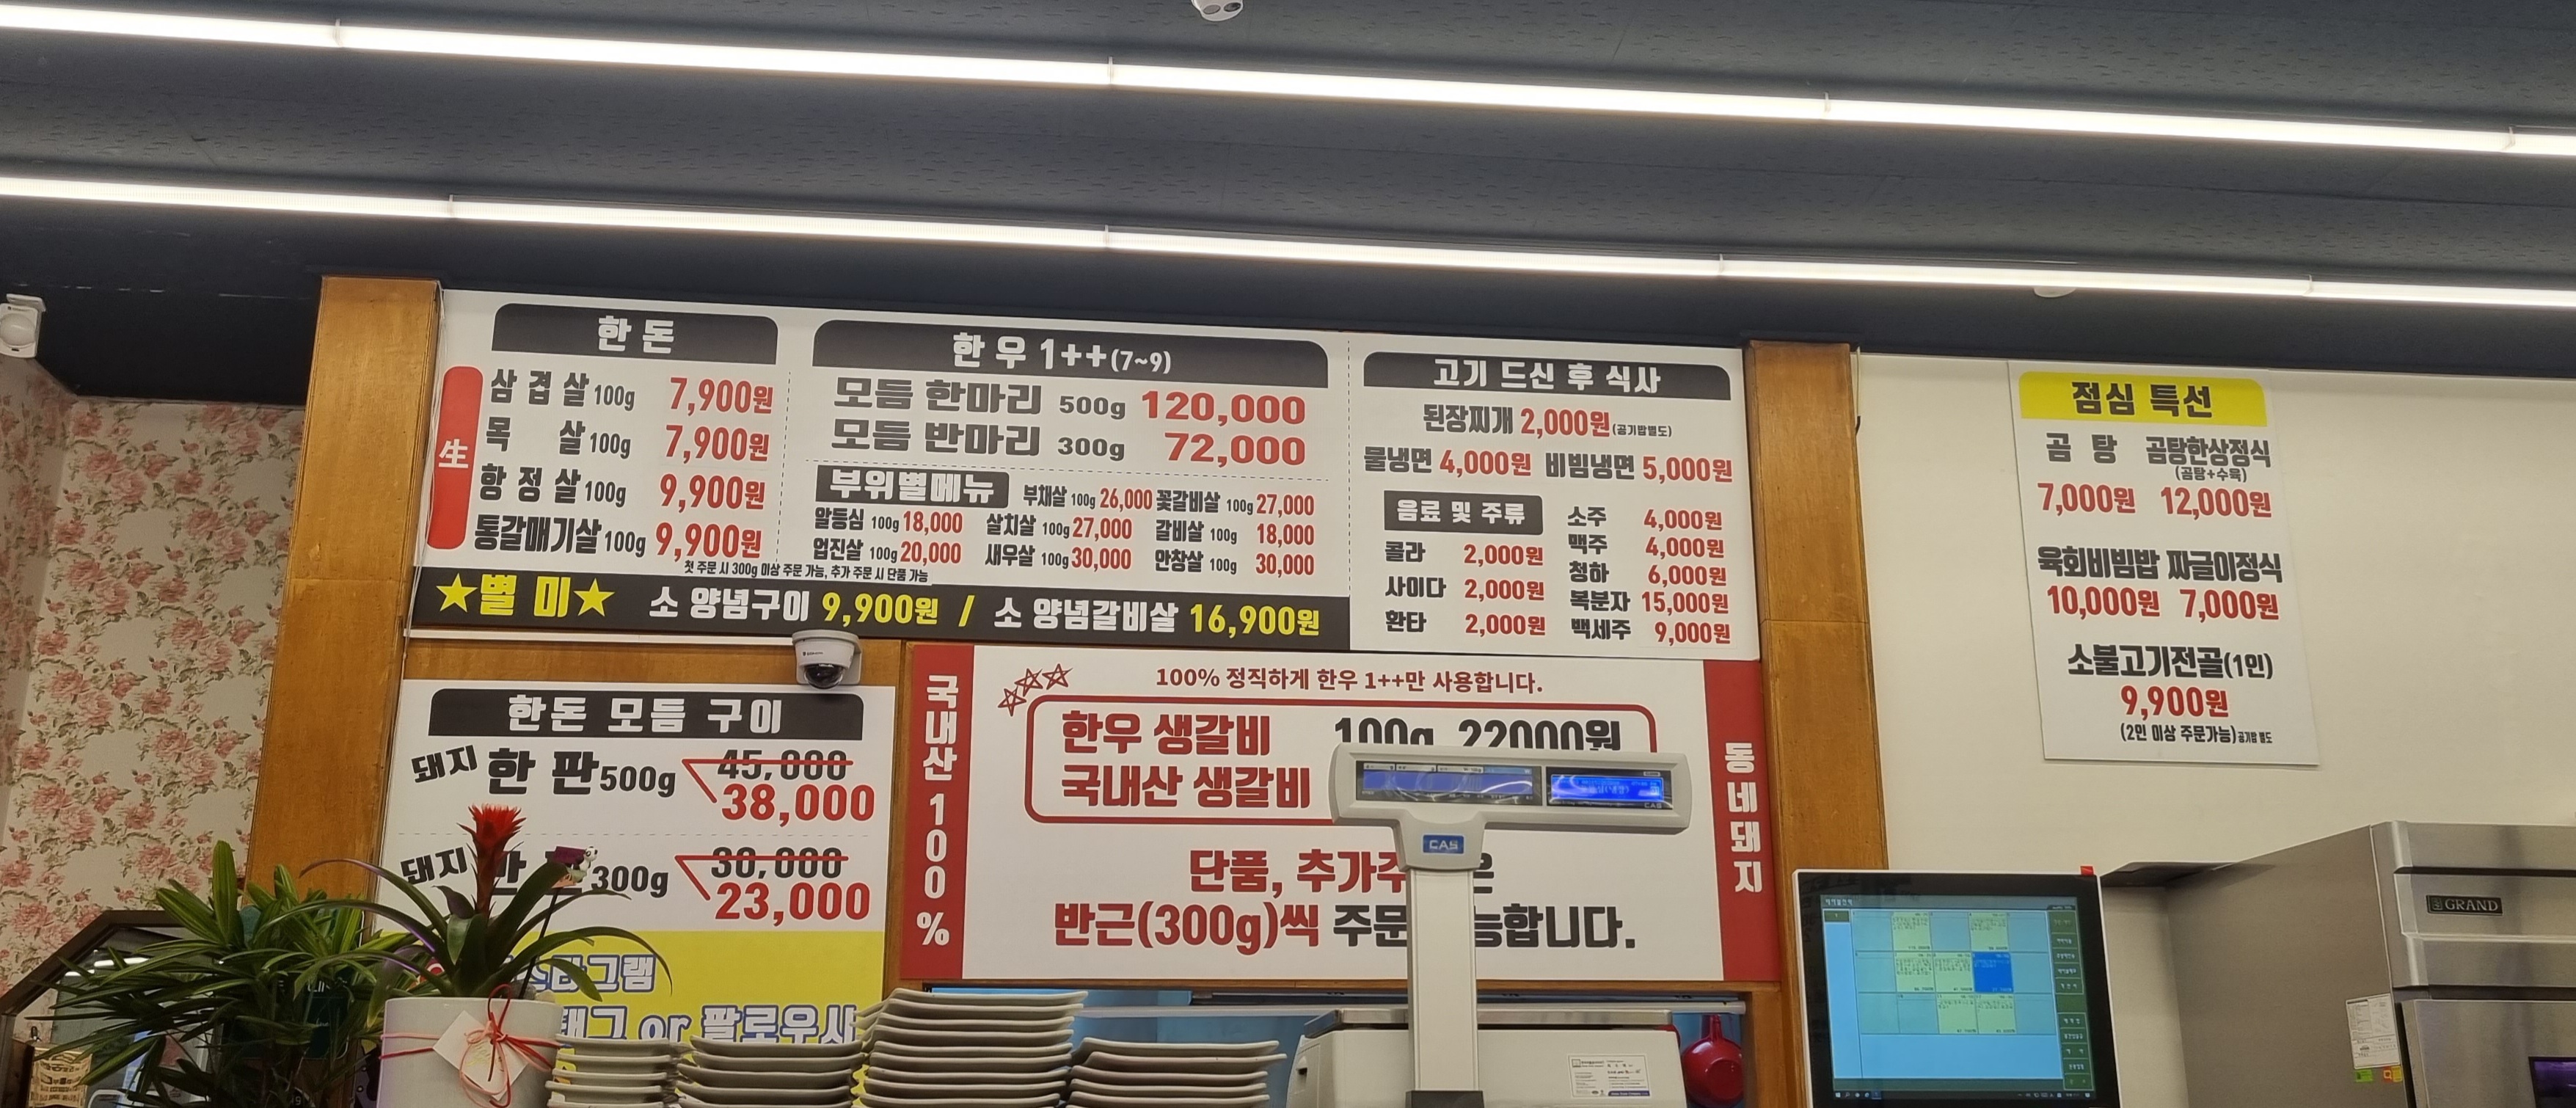 한돈
生
삼겹살 100g 7,900원
목 살 100g 7,900원
항정살 100g 9,900원
통갈매기살 100g 9,900원
한우 1++(7~9)
모듬 한마리 500g 120,000
모듬 반마리 300g 72,000
부위별메뉴 부채살 100g 26,000 꽃갈비살 100g 27,000
알등심 100g 18,000 살치살 100g 27,000 갈비살 100g 18,000
업진살 100g 20,000 새우살 100g 30,000 안창살 100g 30,000
첫 주문 시 300g 이상 주문 가능, 추가 주문 시 단품 가능
★별미★ 소 양념구이 9,900원 / 소 양념갈비살 16,900원
고기 드신 후 식사
된장찌개 2,000원(공기밥별도)
물냉면 4,000원 비빔냉면 5,000원
음료 및 주류
콜라 2,000원
사이다 2,000원
환타 2,000원
소주 4,000원
맥주 4,000원
청하 6,000원
복분자 15,000원
백세주 9,000원
점심 특선
곰 탕 곰탕한상정식
(곰탕+수육)
7,000원 12,000원
육회비빔밥 짜글이정식
10,000원 7,000원
소불고기전골(1인)
9,900원
(2인 이상 주문가능)공기밥 별도
한돈 모듬 구이
돼지 한 판 500g 45,000
38,000
돼지 300g 30,000
23,000
그램
태그 or 팔로우시
국내산 100%
100% 정직하게 한우 1++만 사용합니다.
한우 생갈비 100g 22000원
국내산 생갈비
단품, 추가주
반근(300g)씩 주문 능합니다.
동네돼지
CAS
CAS
GRAND